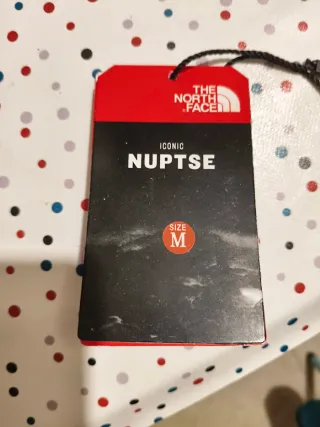 THE
NORTH
FACE
ICONIC
NUPTSE
SIZE
M